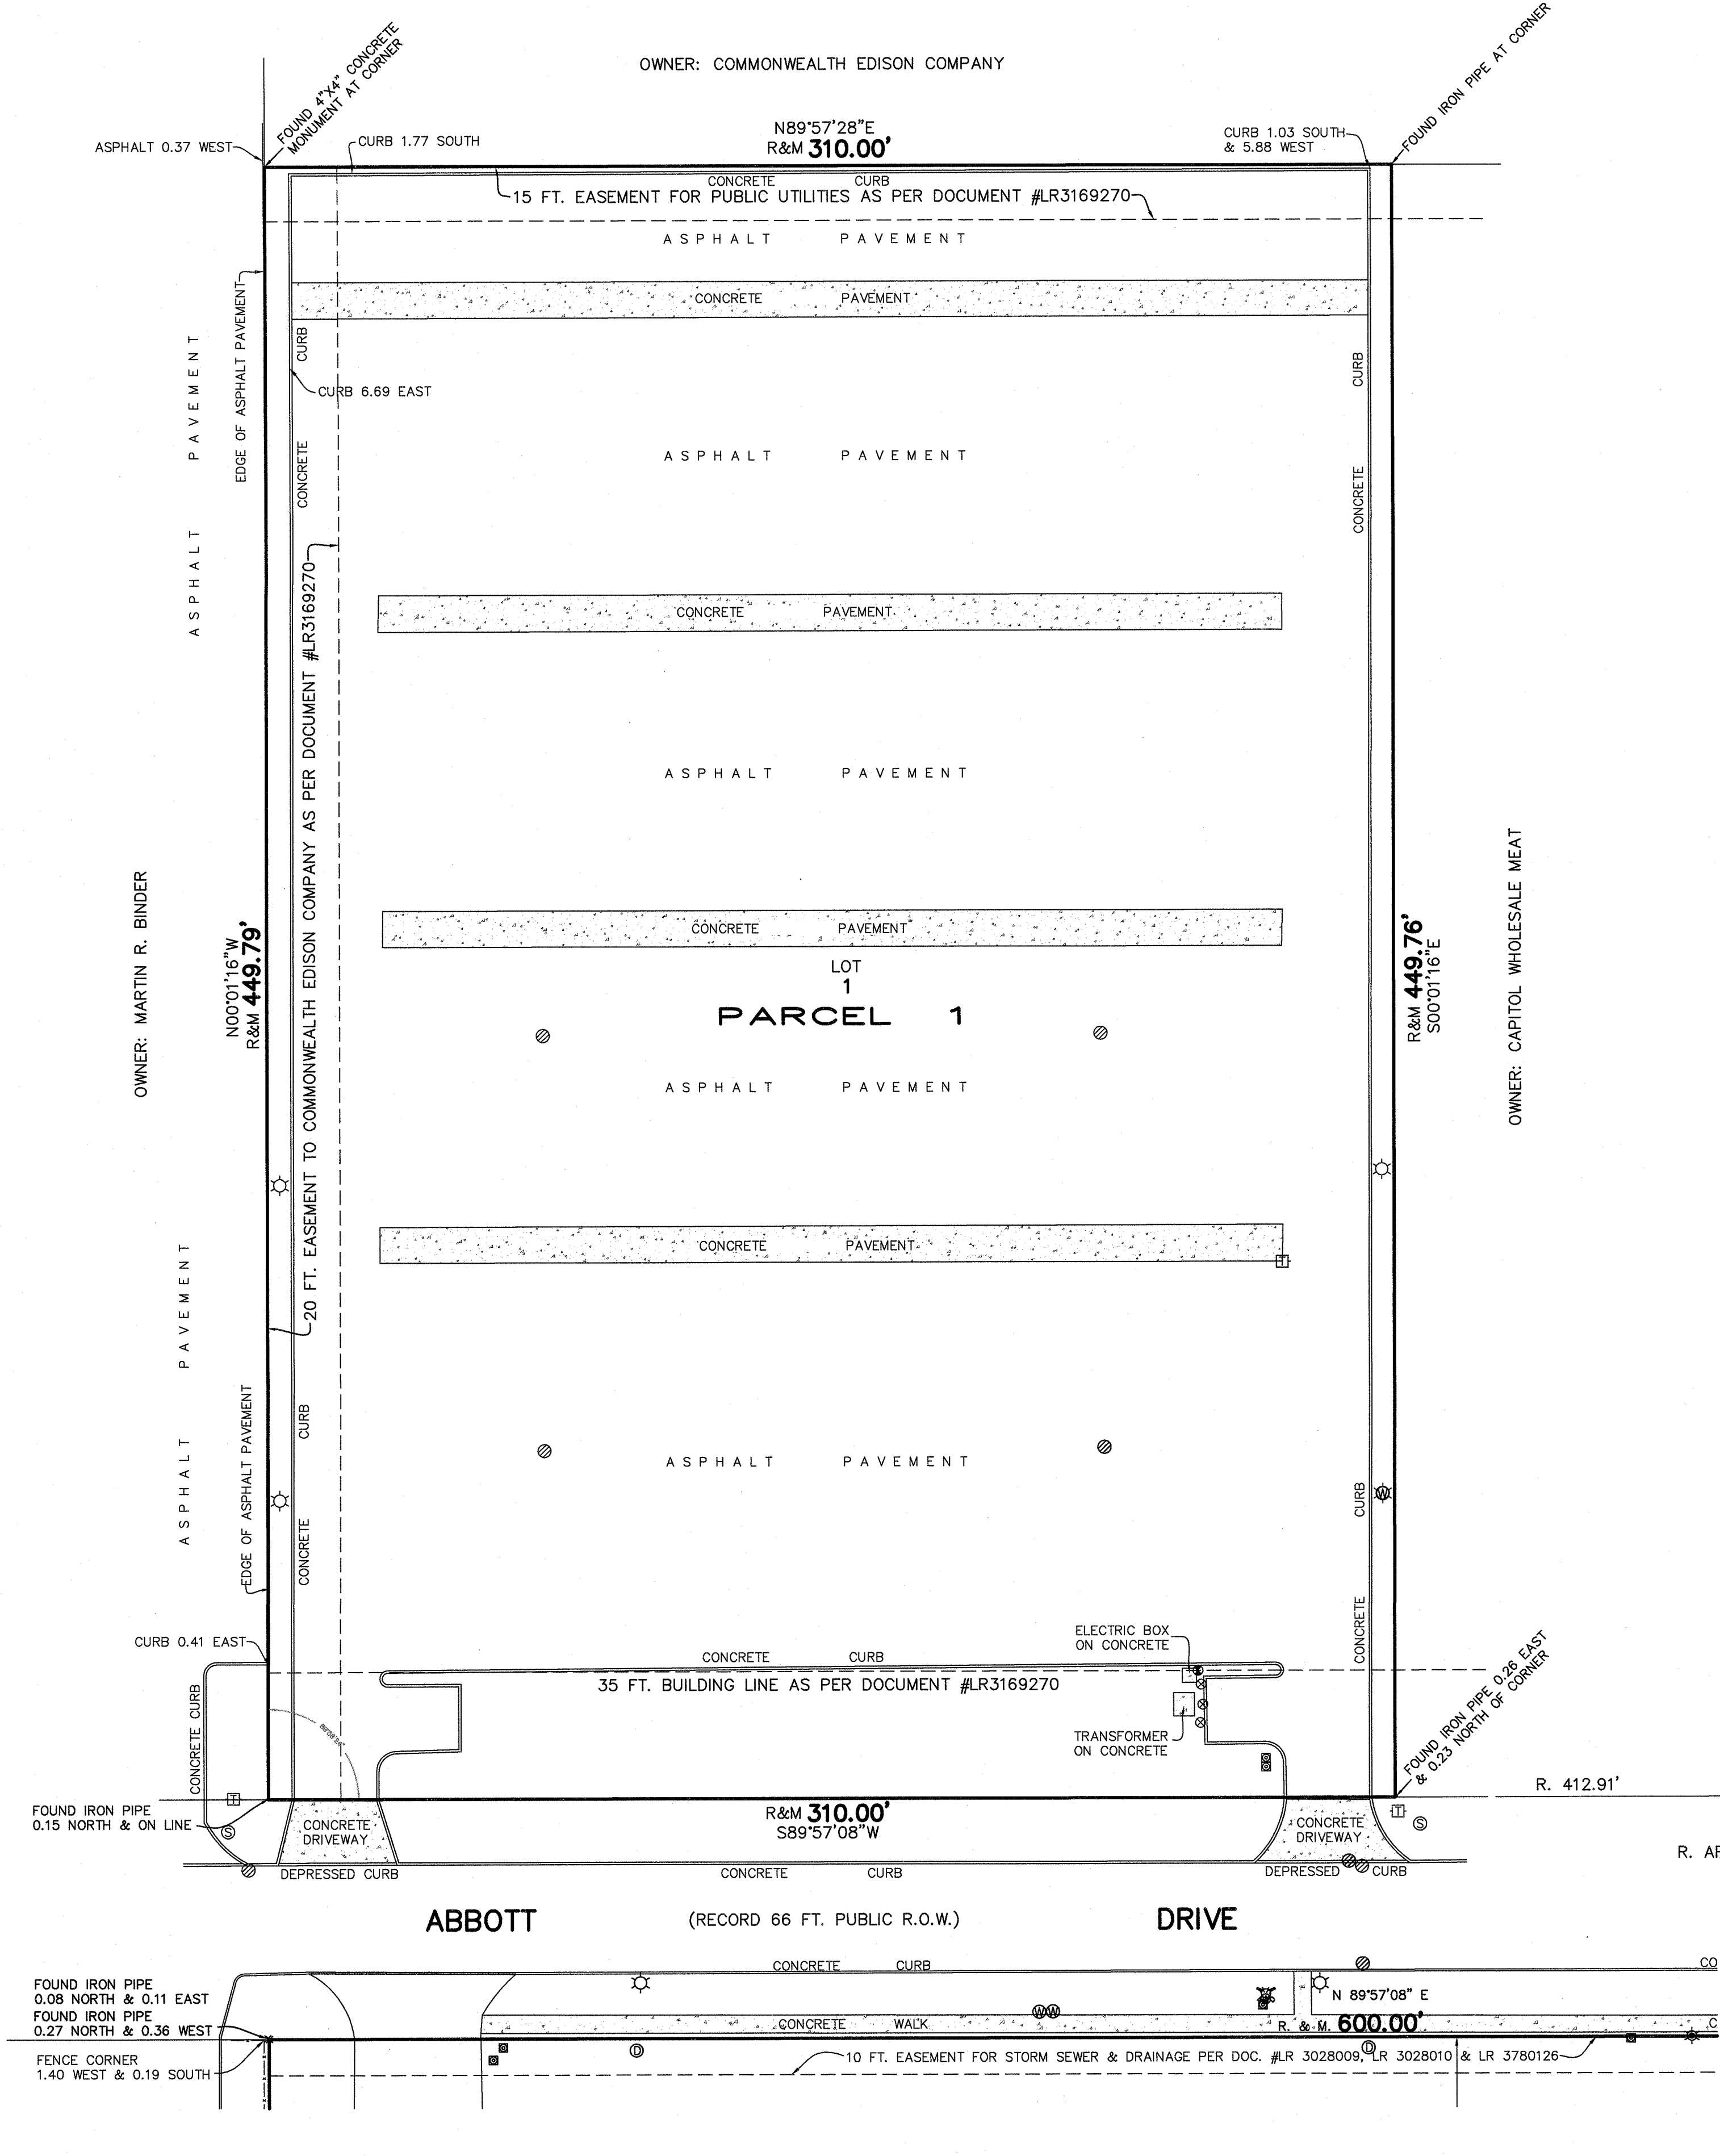 OWNER: COMMONWEALTH EDISON COMPANY
FOUND 4"X4" CONCRETE
MONUMENT AT CORNER
FOUND IRON PIPE AT CORNER
ASPHALT 0.37 WEST
CURB 1.77 SOUTH
N89°57'28"E
R&M 310.00'
CURB 1.03 SOUTH
& 5.88 WEST
CONCRETE CURB
15 FT. EASEMENT FOR PUBLIC UTILITIES AS PER DOCUMENT #LR3169270
ASPHALT PAVEMENT
CONCRETE PAVEMENT
EDGE OF ASPHALT PAVEMENT
ASPHALT PAVEMENT
CONCRETE CURB
CURB 6.69 EAST
CONCRETE CURB
ASPHALT PAVEMENT
CONCRETE PAVEMENT
20 FT. EASEMENT TO COMMONWEALTH EDISON COMPANY AS PER DOCUMENT #LR3169270
ASPHALT PAVEMENT
OWNER: MARTIN R. BINDER
N00°01'16"W
R&M 449.79'
CONCRETE PAVEMENT
LOT
1
PARCEL 1
R&M 449.76'
S00°01'16"E
OWNER: CAPITOL WHOLESALE MEAT
ASPHALT PAVEMENT
CONCRETE PAVEMENT
T
ASPHALT PAVEMENT
EDGE OF ASPHALT PAVEMENT
CONCRETE CURB
ASPHALT PAVEMENT
W
CONCRETE CURB
CURB 0.41 EAST
CONCRETE CURB
ELECTRIC BOX
ON CONCRETE
35 FT. BUILDING LINE AS PER DOCUMENT #LR3169270
TRANSFORMER
ON CONCRETE
CONCRETE CURB
FOUND IRON PIPE 0.26 EAST
& 0.23 NORTH OF CORNER
R. 412.91'
T
FOUND IRON PIPE
0.15 NORTH & ON LINE
S
R&M 310.00'
S89°57'08"W
T
S
CONCRETE
DRIVEWAY
CONCRETE
DRIVEWAY
DEPRESSED CURB
CONCRETE CURB
DEPRESSED CURB
ABBOTT (RECORD 66 FT. PUBLIC R.O.W.) DRIVE
CONCRETE CURB
CO
FOUND IRON PIPE
0.08 NORTH & 0.11 EAST
FOUND IRON PIPE
0.27 NORTH & 0.36 WEST
FENCE CORNER
1.40 WEST & 0.19 SOUTH
N 89°57'08" E
W W
CONCRETE WALK
R. & M. 600.00'
C
D
D
10 FT. EASEMENT FOR STORM SEWER & DRAINAGE PER DOC. #LR 3028009, LR 3028010 & LR 3780126